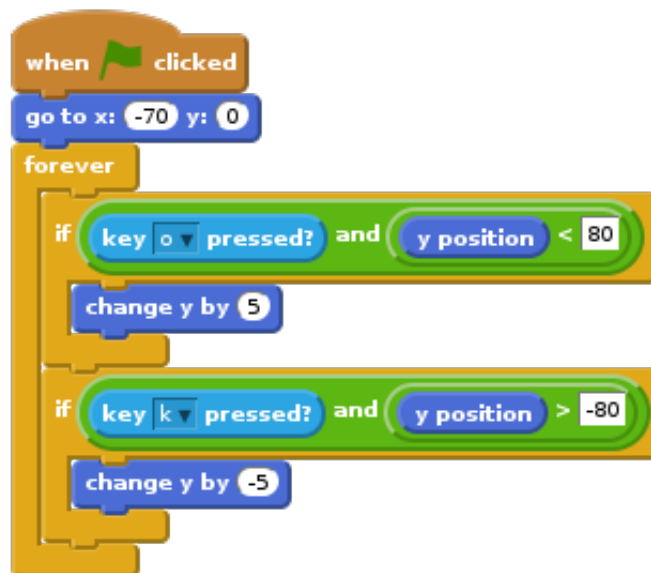 when clicked
go to x: -70 y: 0
forever
if key o pressed? and y position < 80
change y by 5
if key k pressed? and y position > -80
change y by -5